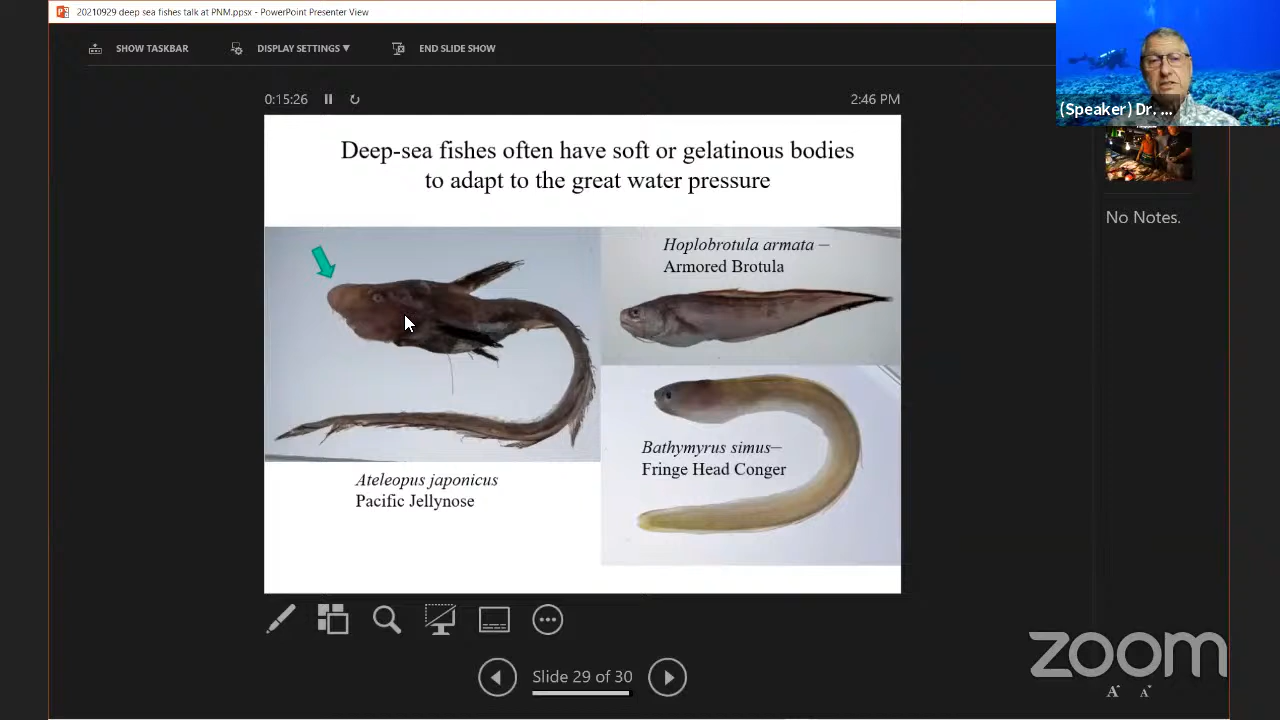 20210929 deep sea fishes talk at PNM.ppsx - PowerPoint Presenter View
SHOW TASKBAR
DISPLAY SETTINGS ▼
END SLIDE SHOW
(Speaker) Dr. ...
0:15:26
2:46 PM
Deep-sea fishes often have soft or gelatinous bodies
to adapt to the great water pressure
Hoplobrotula armata –
Armored Brotula
Bathymyrus simus–
Fringe Head Conger
Ateleopus japonicus
Pacific Jellynose
No Notes.
Slide 29 of 30
zoom
A
A